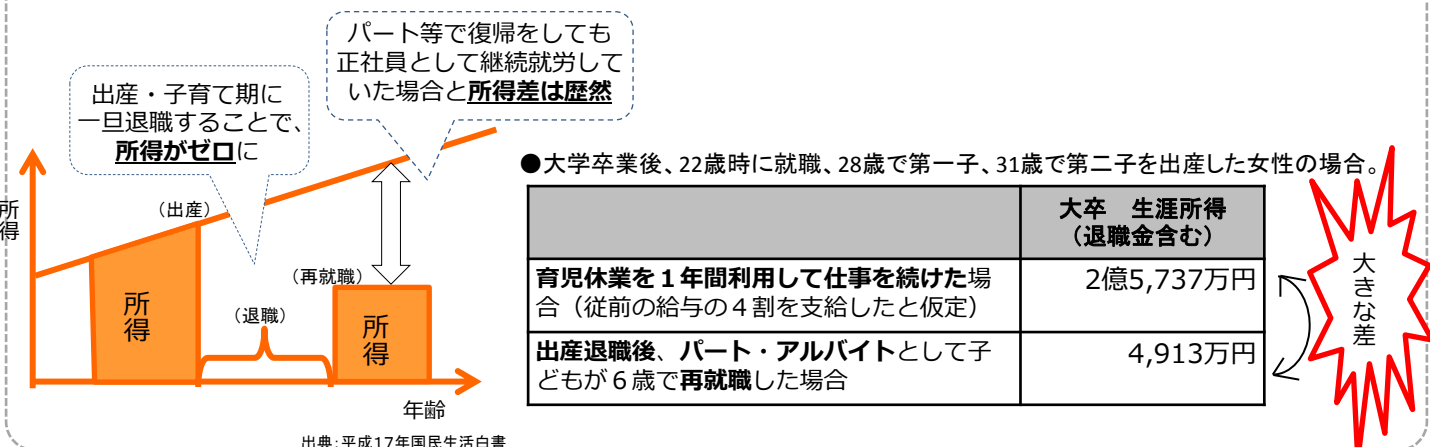 パート等で復帰をしても
正社員として継続就労して
いた場合と所得差は歴然
出産・子育て期に
一旦退職することで、
所得がゼロに
所得
（出産）
（再就職）
（退職）
所得
所得
年齢
出典：平成17年国民生活白書
●大学卒業後、22歳時に就職、28歳で第一子、31歳で第二子を出産した女性の場合。
大卒　生涯所得
（退職金含む）
育児休業を１年間利用して仕事を続けた場
合（従前の給与の４割を支給したと仮定）
2億5,737万円
出産退職後、パート・アルバイトとして子
どもが６歳で再就職した場合
4,913万円
大きな差